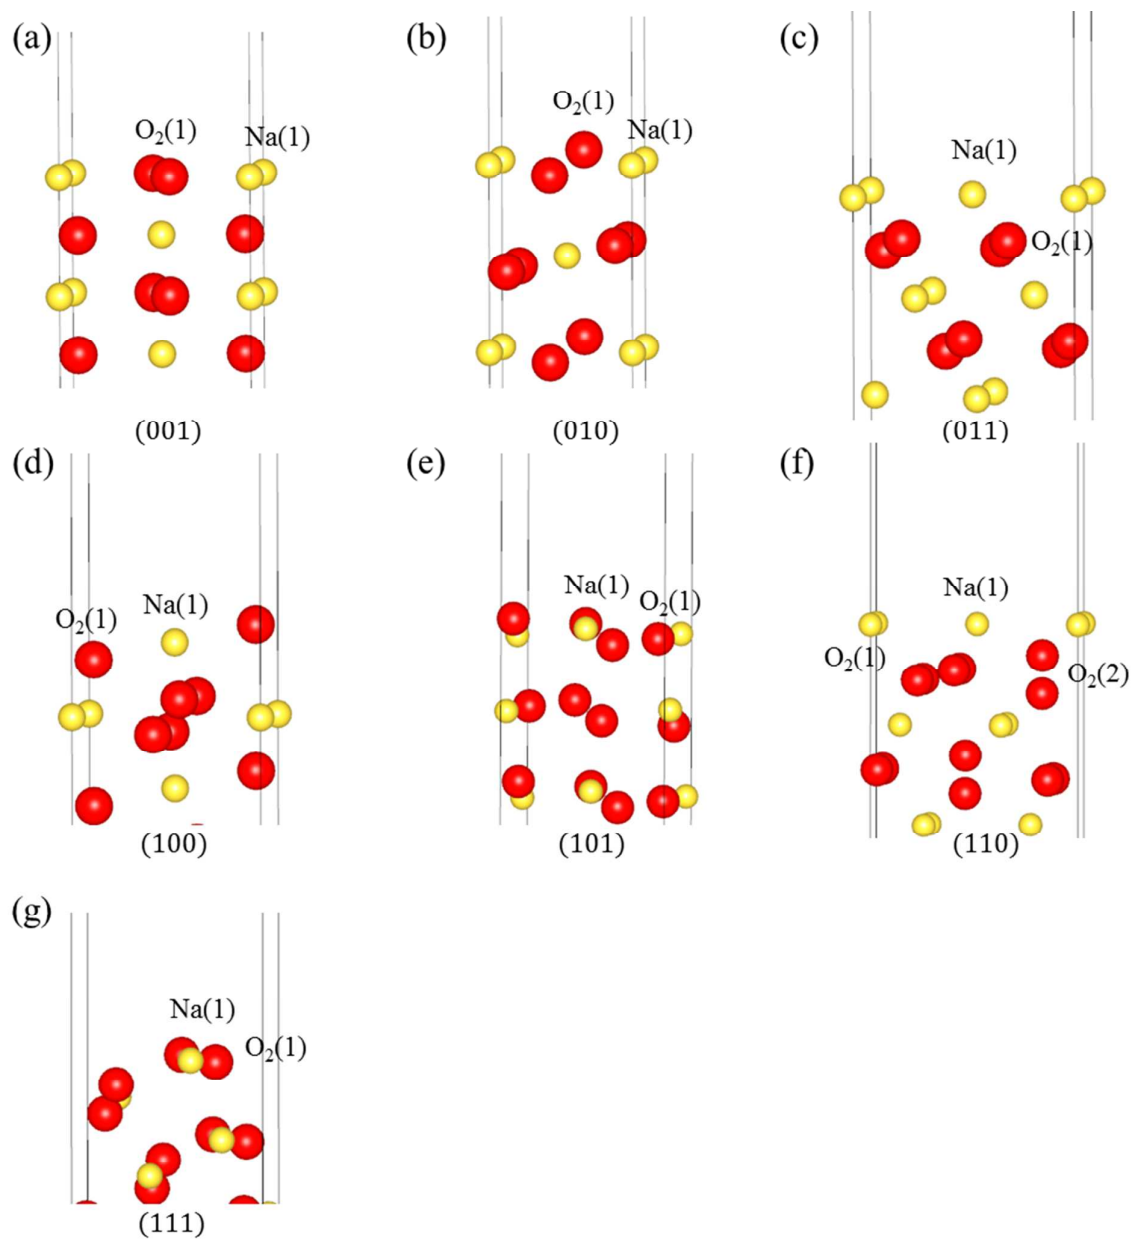 (a)
O₂(1)
Na(1)
(001)
(b)
O₂(1)
Na(1)
(010)
(c)
Na(1)
O₂(1)
(011)
(d)
O₂(1)
Na(1)
(100)
(e)
Na(1)
O₂(1)
(101)
(f)
Na(1)
O₂(1)
O₂(2)
(110)
(g)
Na(1)
O₂(1)
(111)